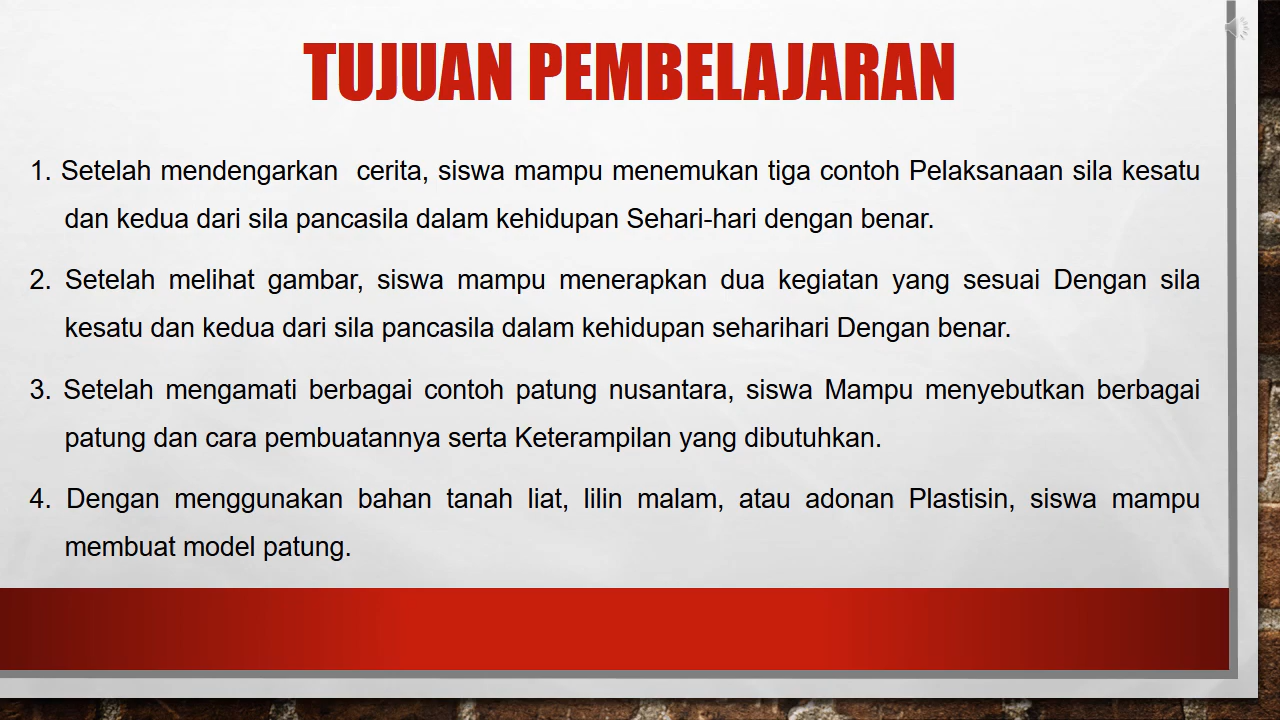 TUJUAN PEMBELAJARAN
1. Setelah mendengarkan cerita, siswa mampu menemukan tiga contoh Pelaksanaan sila kesatu
dan kedua dari sila pancasila dalam kehidupan Sehari-hari dengan benar.
2. Setelah melihat gambar, siswa mampu menerapkan dua kegiatan yang sesuai Dengan sila
kesatu dan kedua dari sila pancasila dalam kehidupan seharihari Dengan benar.
3. Setelah mengamati berbagai contoh patung nusantara, siswa Mampu menyebutkan berbagai
patung dan cara pembuatannya serta Keterampilan yang dibutuhkan.
4. Dengan menggunakan bahan tanah liat, lilin malam, atau adonan Plastisin, siswa mampu
membuat model patung.